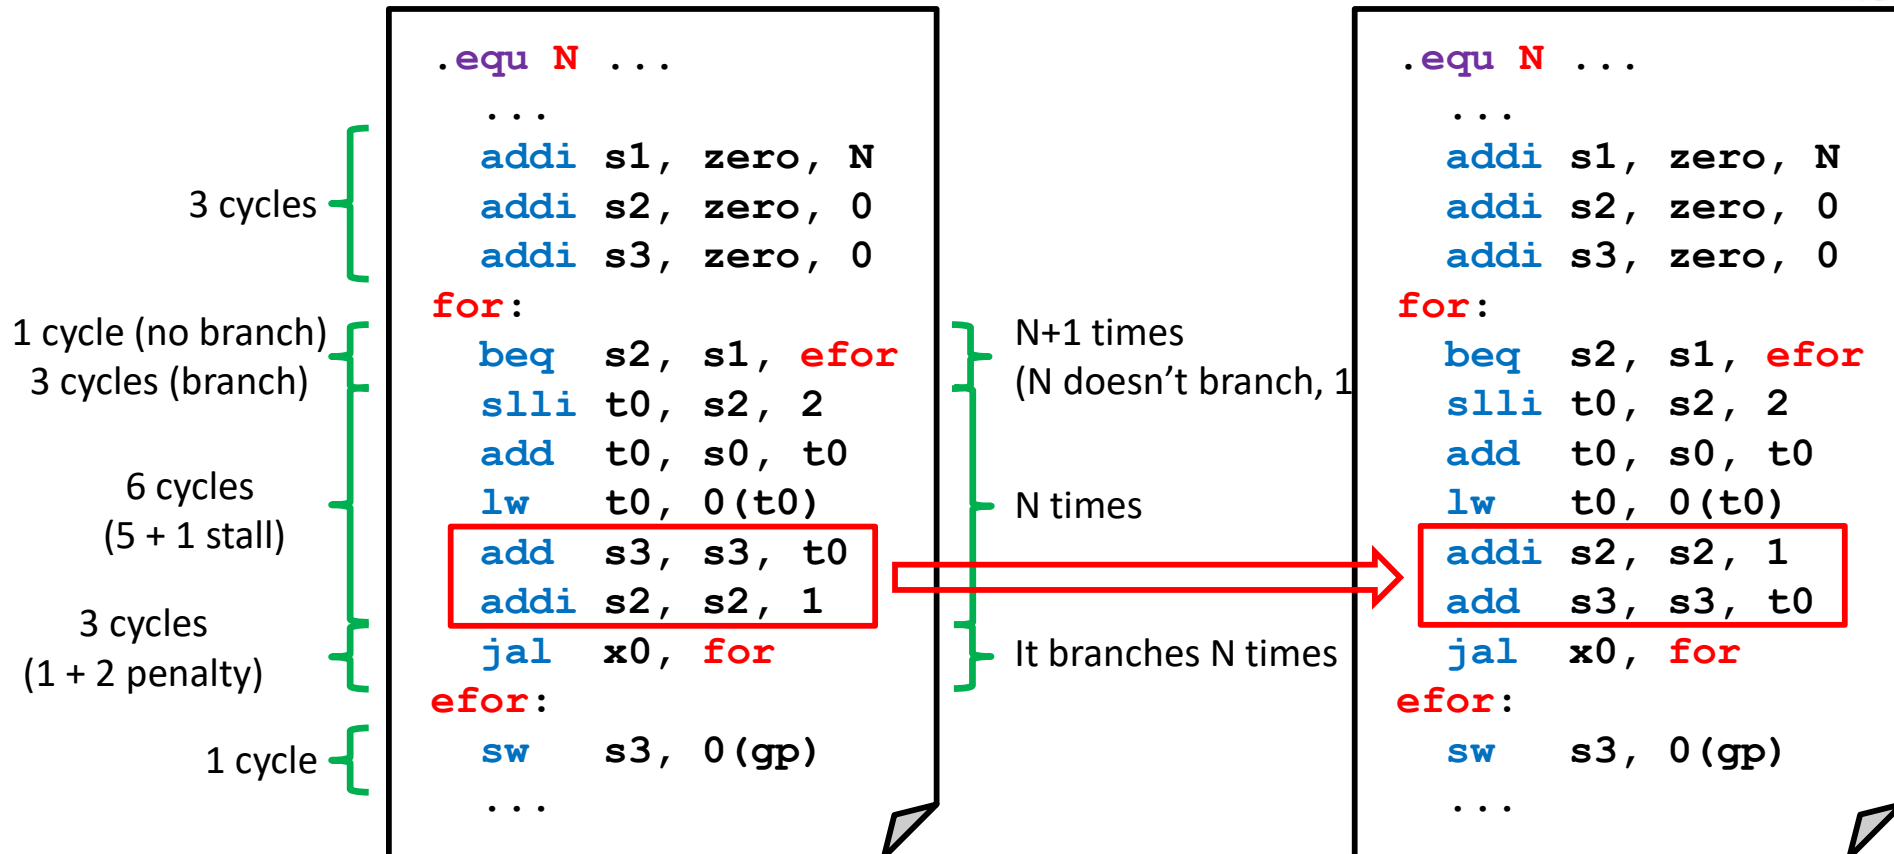 .equ N ...
...
addi s1, zero, N
addi s2, zero, 0
addi s3, zero, 0
for:
beq s2, s1, efor
slli t0, s2, 2
add t0, s0, t0
lw t0, 0(t0)
add s3, s3, t0
addi s2, s2, 1
jal x0, for
efor:
sw s3, 0(gp)
...
3 cycles
1 cycle (no branch)
3 cycles (branch)
6 cycles
(5 + 1 stall)
3 cycles
(1 + 2 penalty)
1 cycle
N+1 times
(N doesn’t branch, 1
N times
It branches N times
.equ N ...
...
addi s1, zero, N
addi s2, zero, 0
addi s3, zero, 0
for:
beq s2, s1, efor
slli t0, s2, 2
add t0, s0, t0
lw t0, 0(t0)
addi s2, s2, 1
add s3, s3, t0
jal x0, for
efor:
sw s3, 0(gp)
...